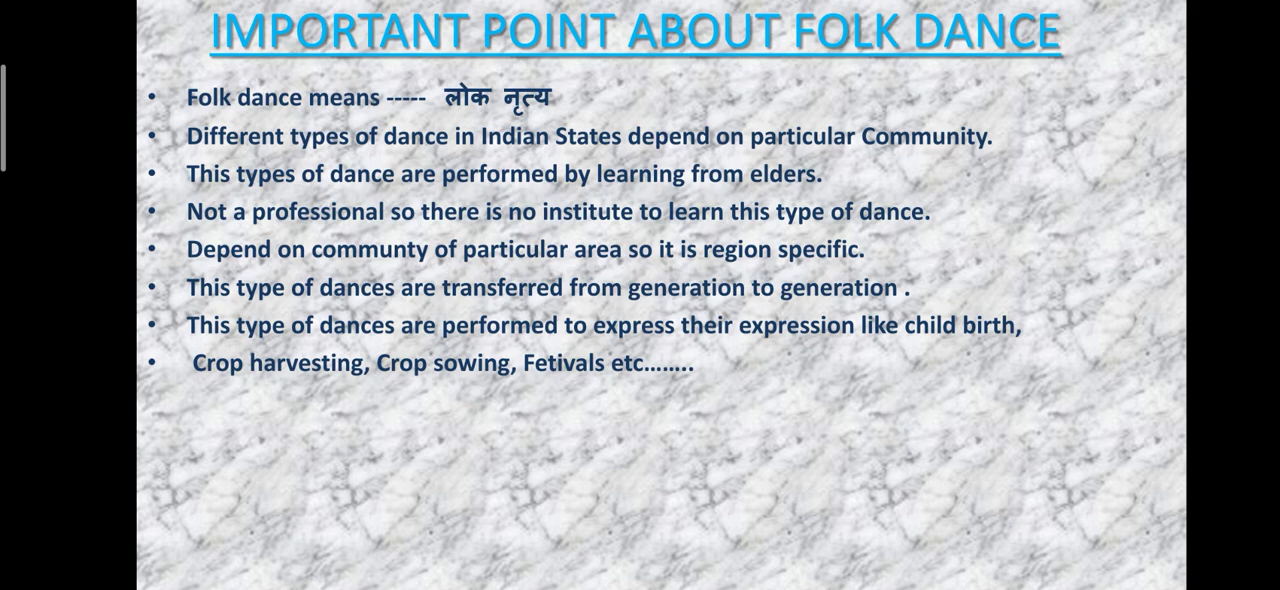 IMPORTANT POINT ABOUT FOLK DANCE
• Folk dance means ----- लोक नृत्य
• Different types of dance in Indian States depend on particular Community.
• This types of dance are performed by learning from elders.
• Not a professional so there is no institute to learn this type of dance.
• Depend on communty of particular area so it is region specific.
• This type of dances are transferred from generation to generation .
• This type of dances are performed to express their expression like child birth,
• Crop harvesting, Crop sowing, Fetivals etc........